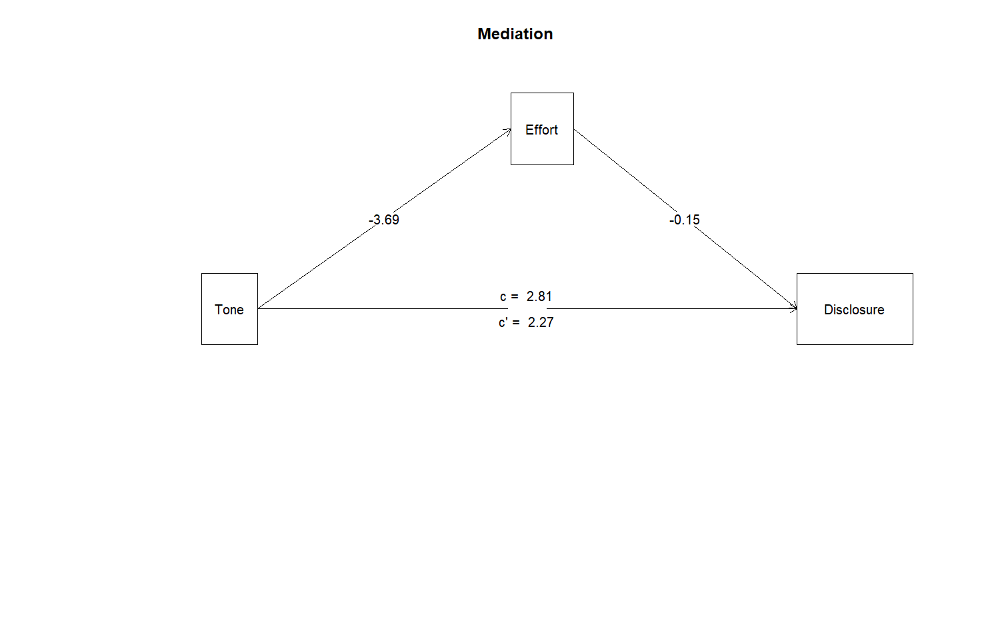 Mediation
Effort
-3.69
-0.15
c =  2.81
Tone
Disclosure
c' =  2.27